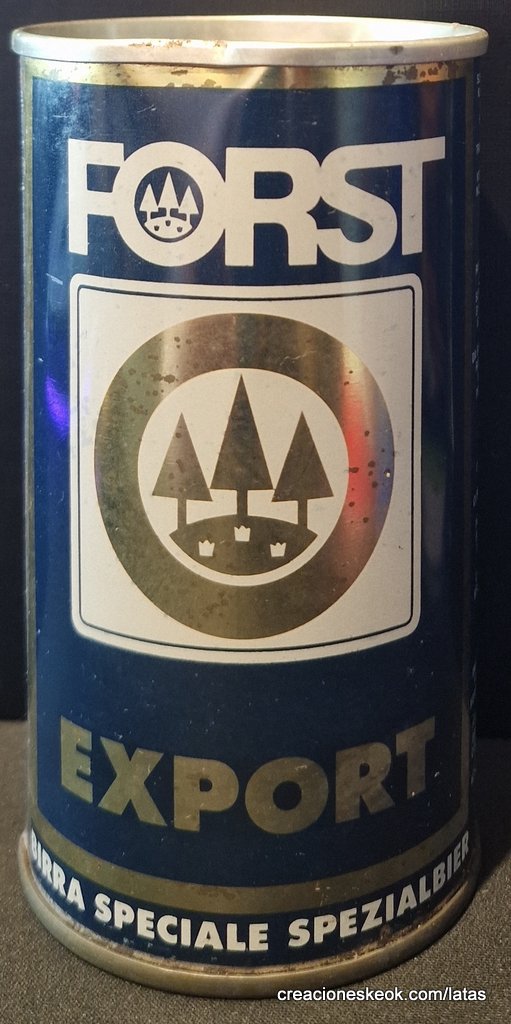 FORST
EXPORT
BIRRA SPECIALE SPEZIALBIER
creacioneskeok.com/latas